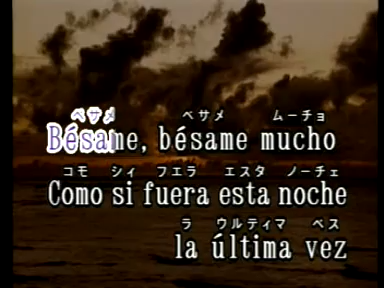 ベサメ ベサメ ムーチョ
Bésame, bésame mucho
コモ シィ フエラ エスタ ノーチェ
Como si fuera esta noche
ラ ウルティマ ベス
la última vez